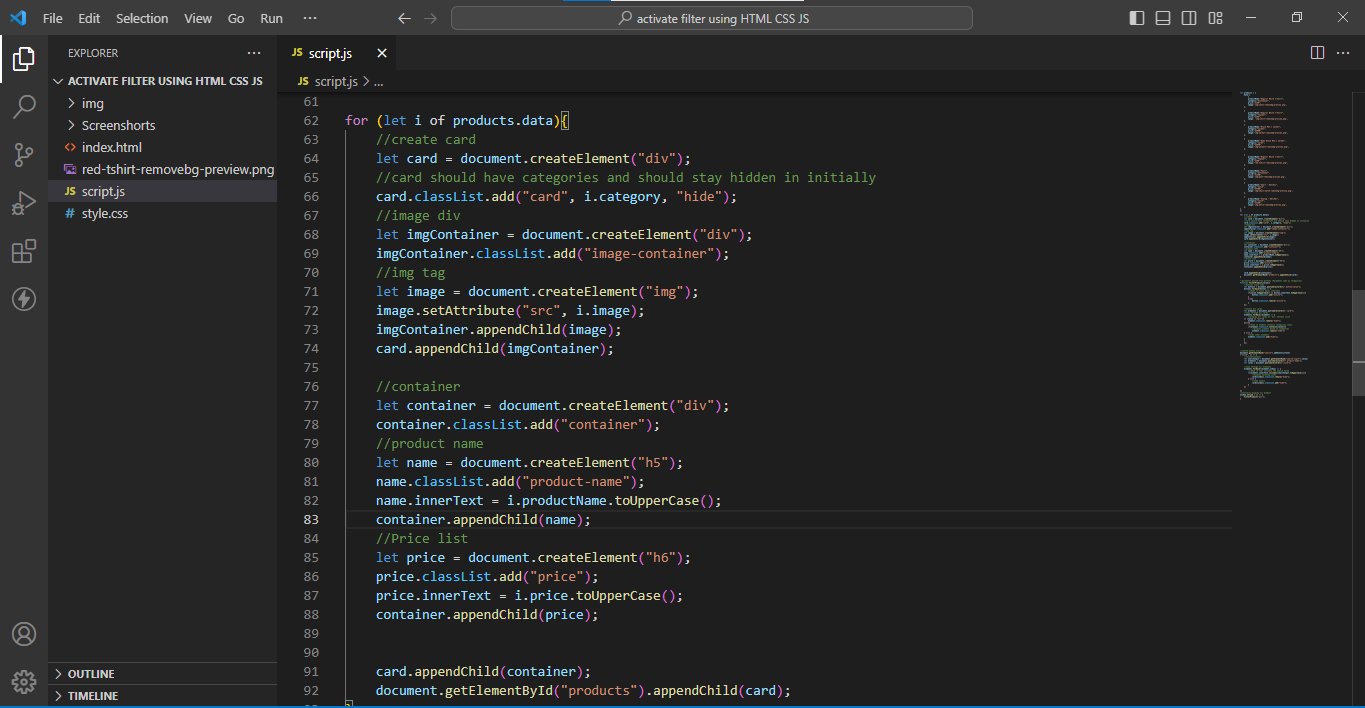 File Edit Selection View Go Run ···
activate filter using HTML CSS JS
EXPLORER ···
ACTIVATE FILTER USING HTML CSS JS
img
Screenshorts
index.html
red-tshirt-removebg-preview.png
JS script.js
# style.css
OUTLINE
TIMELINE
JS script.js
JS script.js > ...
61
62 for (let i of products.data){
63 //create card
64 let card = document.createElement("div");
65 //card should have categories and should stay hidden in initially
66 card.classList.add("card", i.category, "hide");
67 //image div
68 let imgContainer = document.createElement("div");
69 imgContainer.classList.add("image-container");
70 //img tag
71 let image = document.createElement("img");
72 image.setAttribute("src", i.image);
73 imgContainer.appendChild(image);
74 card.appendChild(imgContainer);
75
76 //container
77 let container = document.createElement("div");
78 container.classList.add("container");
79 //product name
80 let name = document.createElement("h5");
81 name.classList.add("product-name");
82 name.innerText = i.productName.toUpperCase();
83 container.appendChild(name);
84 //Price list
85 let price = document.createElement("h6");
86 price.classList.add("price");
87 price.innerText = i.price.toUpperCase();
88 container.appendChild(price);
89
90
91 card.appendChild(container);
92 document.getElementById("products").appendChild(card);